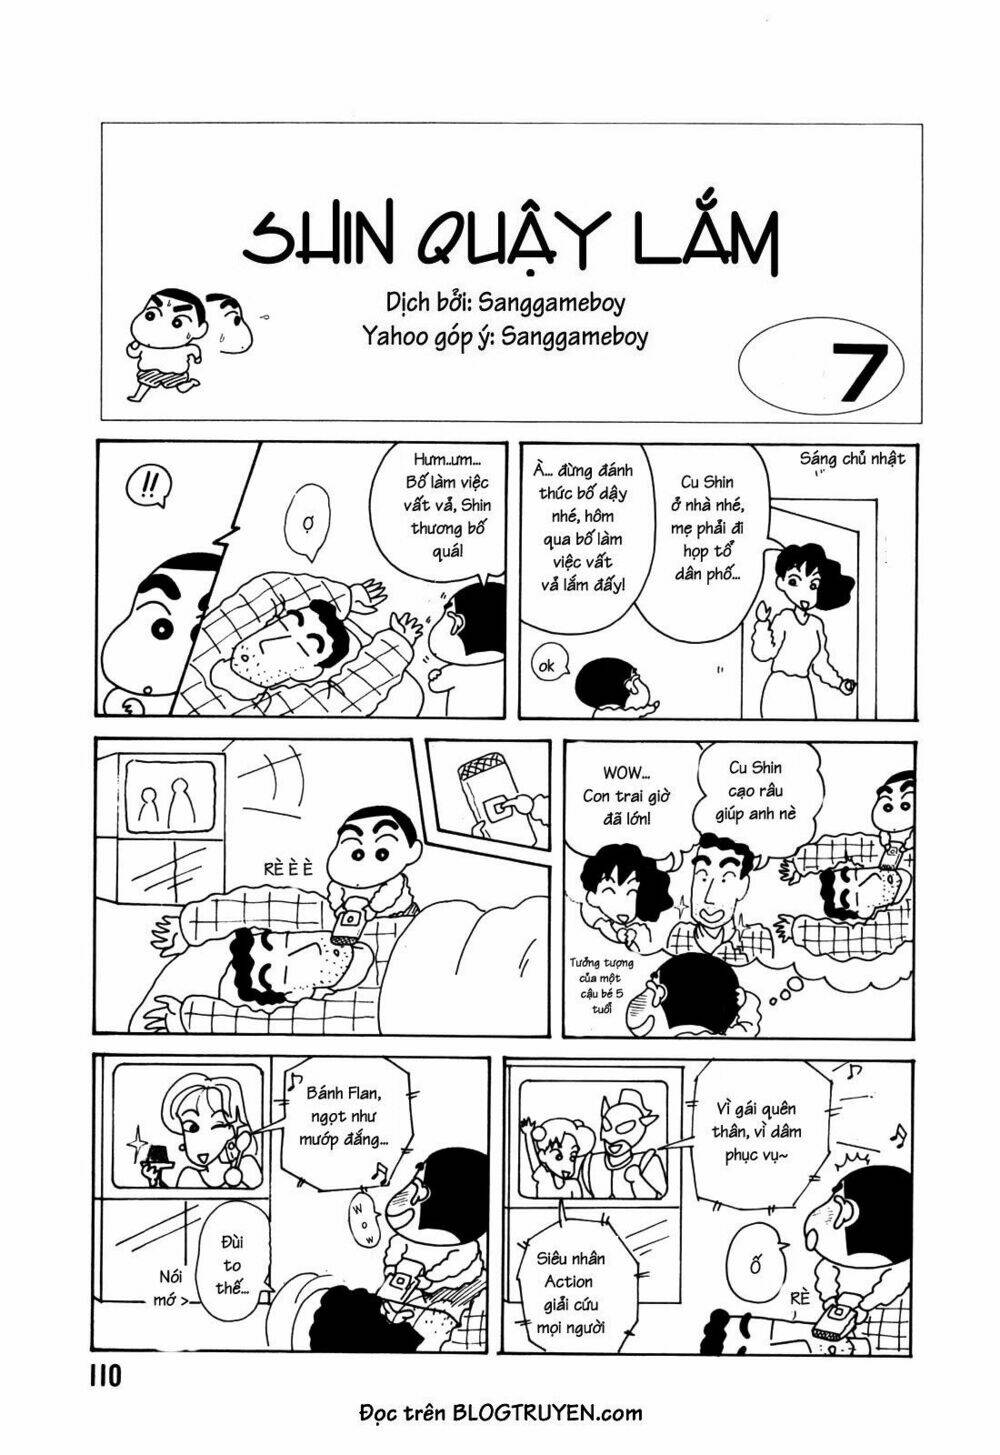 SHIN QUẬY LẮM
Dịch bởi: Sanggameboy
Yahoo góp ý: Sanggameboy
7
Sáng chủ nhật
Cu Shin
ở nhà nhé,
mẹ phải đi
họp tổ
dân phố...
À... đừng đánh
thức bố dậy
nhé, hôm
qua bố làm
việc vất
vả lắm đấy!
ok
Hưm..ưm...
Bố làm việc
vất vả, Shin
thương bố
quá!
Ợ
!!
Cu Shin
cạo râu
giúp anh nè
WOW...
Con trai giờ
đã lớn!
Tưởng tượng
của một
cậu bé 5
tuổi
RÈ È È
Vì gái quên
thân, vì dâm
phục vụ~
Siêu nhân
Action
giải cứu
mọi người
Ố
RÈ
Bánh Flan,
ngọt như
mướp đắng...
WOW
Đùi
to
thế...
Nói
mớ >
110
Đọc trên BLOGTRUYEN.com